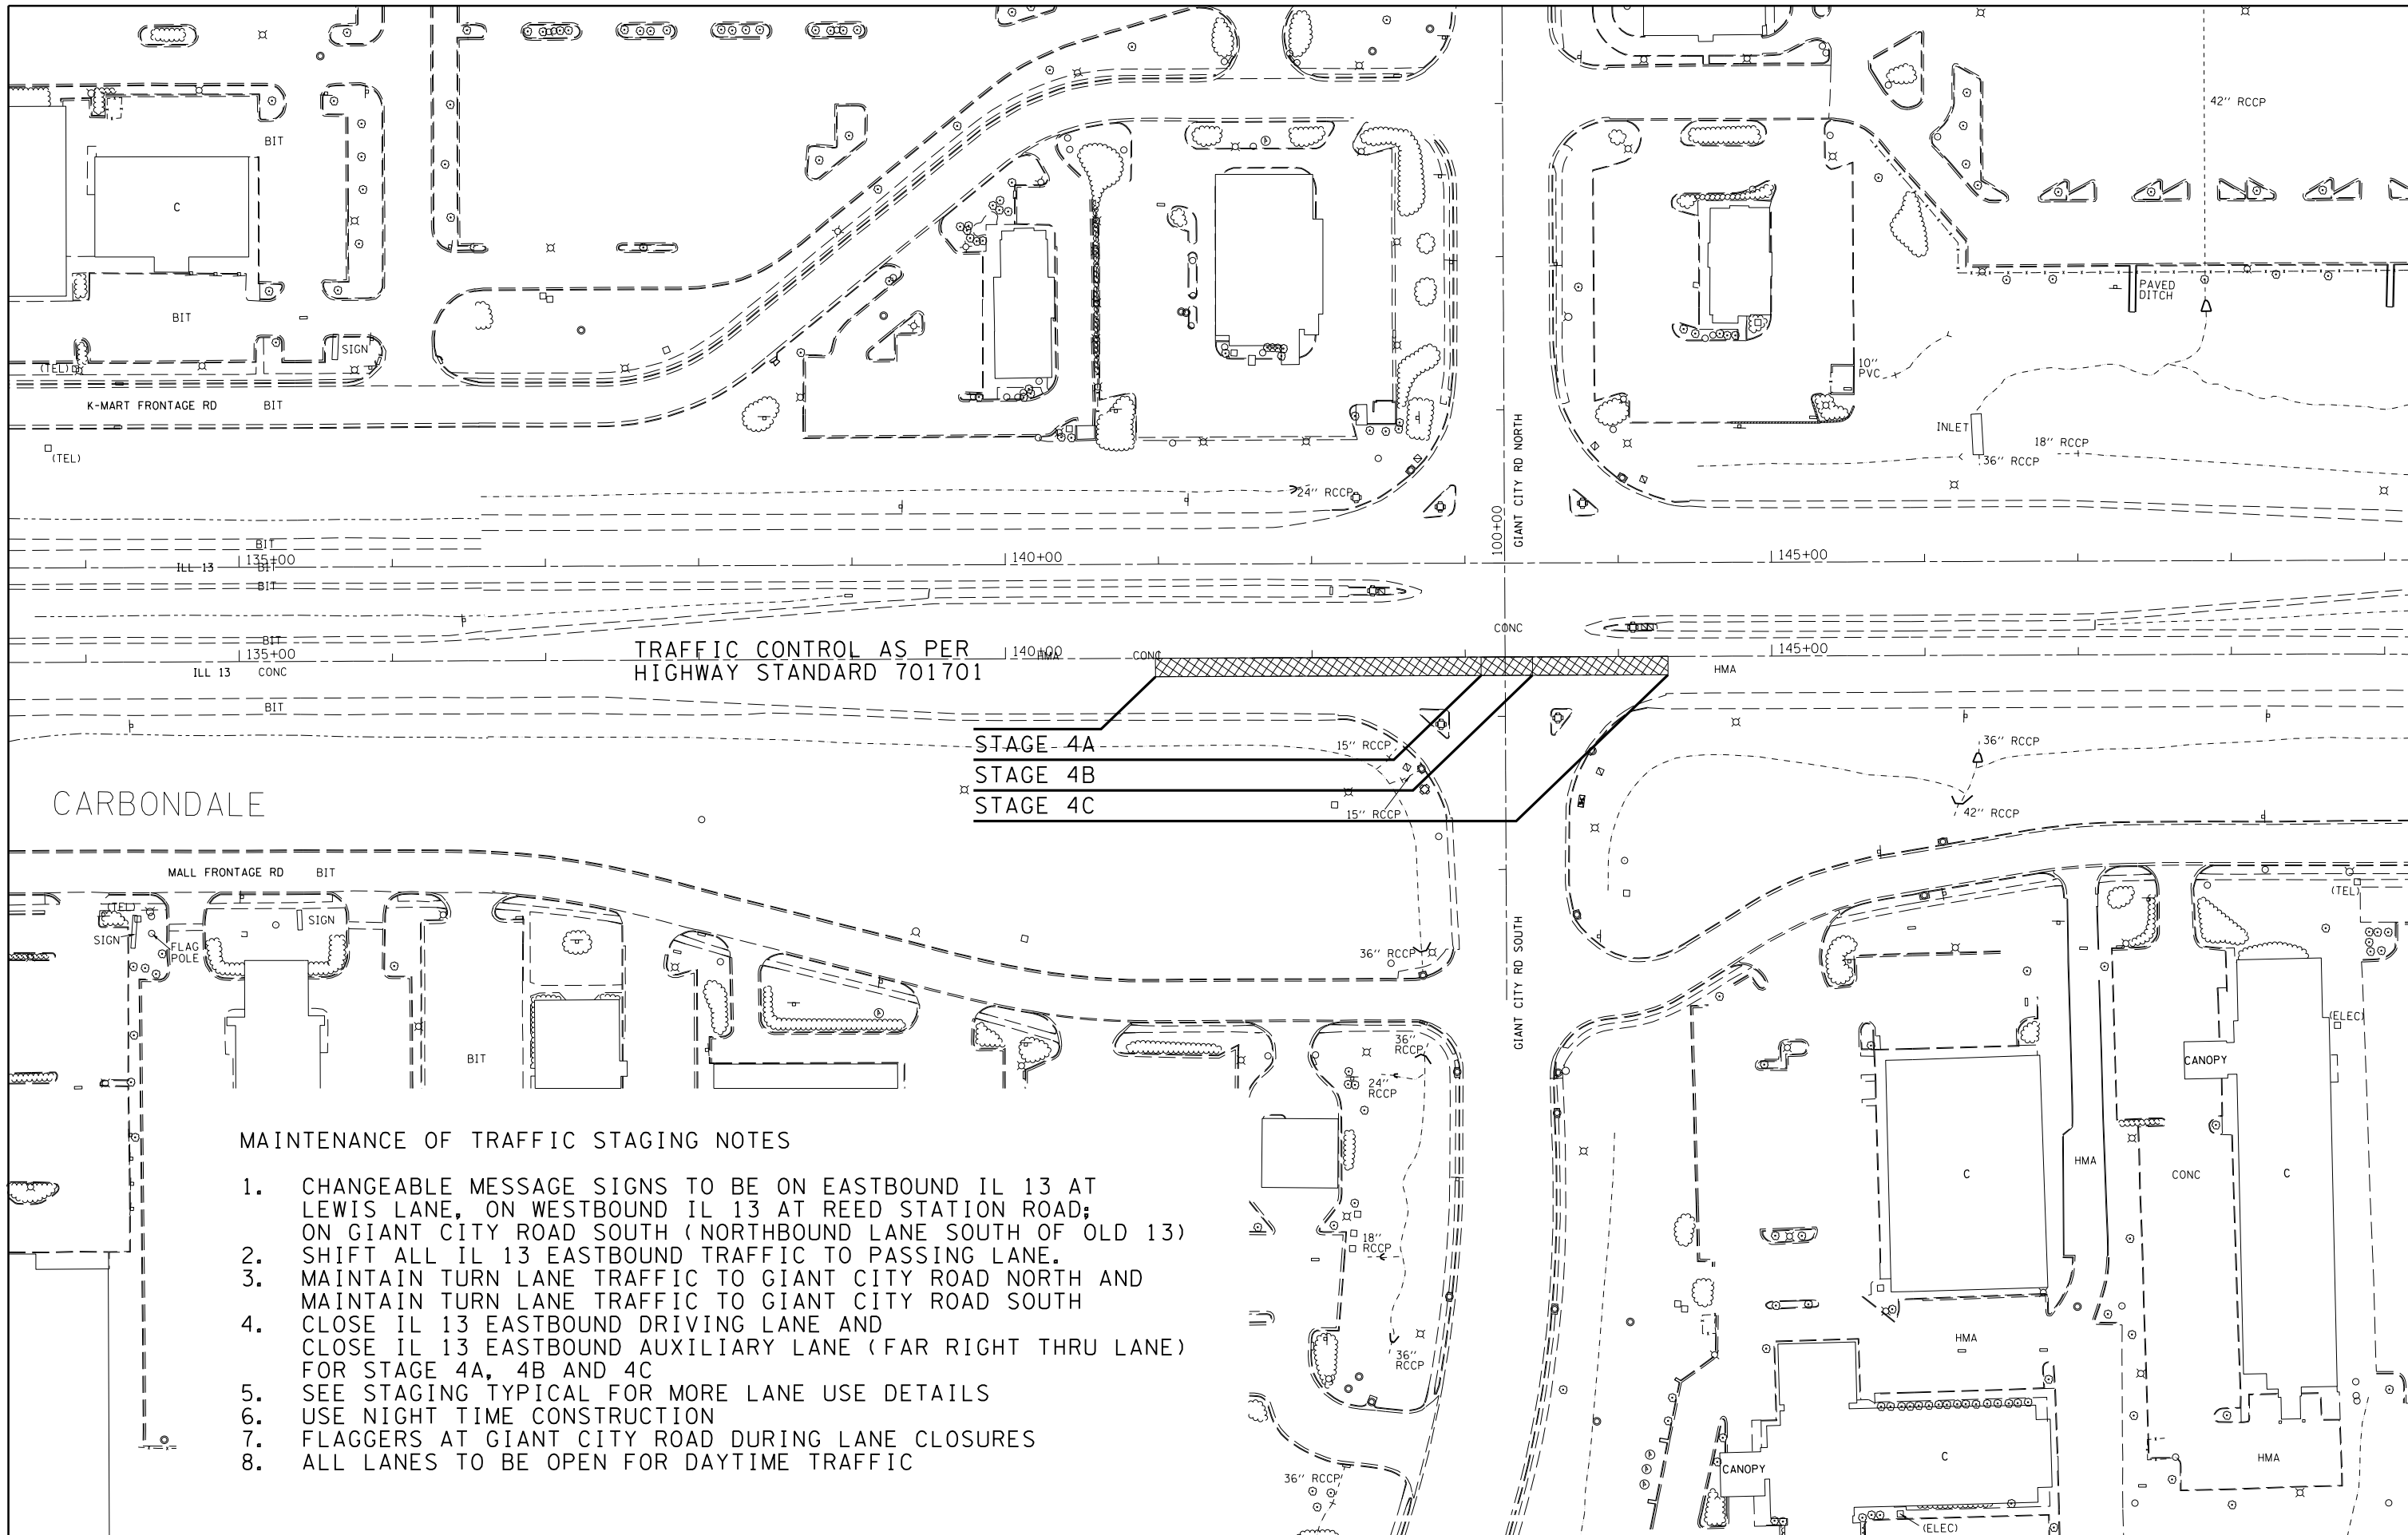 42'' RCCP
BIT
C
BIT
PAVED
DITCH
SIGN
(TEL)
10''
PVC
K-MART FRONTAGE RD BIT
GIANT CITY RD NORTH
INLET
18'' RCCP
(TEL)
36'' RCCP
24'' RCCP
100+00
BIT
135+00
140+00
145+00
ILL 13 BIT
BIT
CONC
BIT
TRAFFIC CONTROL AS PER
HIGHWAY STANDARD 701701
135+00
140+00
HMA
CONC
145+00
ILL 13 CONC
HMA
BIT
STAGE 4A
15'' RCCP
36'' RCCP
STAGE 4B
STAGE 4C
15'' RCCP
42'' RCCP
CARBONDALE
MALL FRONTAGE RD BIT
(TEL)
(TEL)
SIGN
SIGN
FLAG
POLE
36'' RCCP
GIANT CITY RD SOUTH
(ELEC)
36''
RCCP
BIT
CANOPY
24''
RCCP
MAINTENANCE OF TRAFFIC STAGING NOTES
1. CHANGEABLE MESSAGE SIGNS TO BE ON EASTBOUND IL 13 AT
LEWIS LANE, ON WESTBOUND IL 13 AT REED STATION ROAD;
ON GIANT CITY ROAD SOUTH (NORTHBOUND LANE SOUTH OF OLD 13)
2. SHIFT ALL IL 13 EASTBOUND TRAFFIC TO PASSING LANE.
3. MAINTAIN TURN LANE TRAFFIC TO GIANT CITY ROAD NORTH AND
MAINTAIN TURN LANE TRAFFIC TO GIANT CITY ROAD SOUTH
4. CLOSE IL 13 EASTBOUND DRIVING LANE AND
CLOSE IL 13 EASTBOUND AUXILIARY LANE (FAR RIGHT THRU LANE)
FOR STAGE 4A, 4B AND 4C
5. SEE STAGING TYPICAL FOR MORE LANE USE DETAILS
6. USE NIGHT TIME CONSTRUCTION
7. FLAGGERS AT GIANT CITY ROAD DURING LANE CLOSURES
8. ALL LANES TO BE OPEN FOR DAYTIME TRAFFIC
HMA
C
CONC
C
18''
RCCP
36''
RCCP
HMA
36'' RCCP
CANOPY
C
HMA
(ELEC)